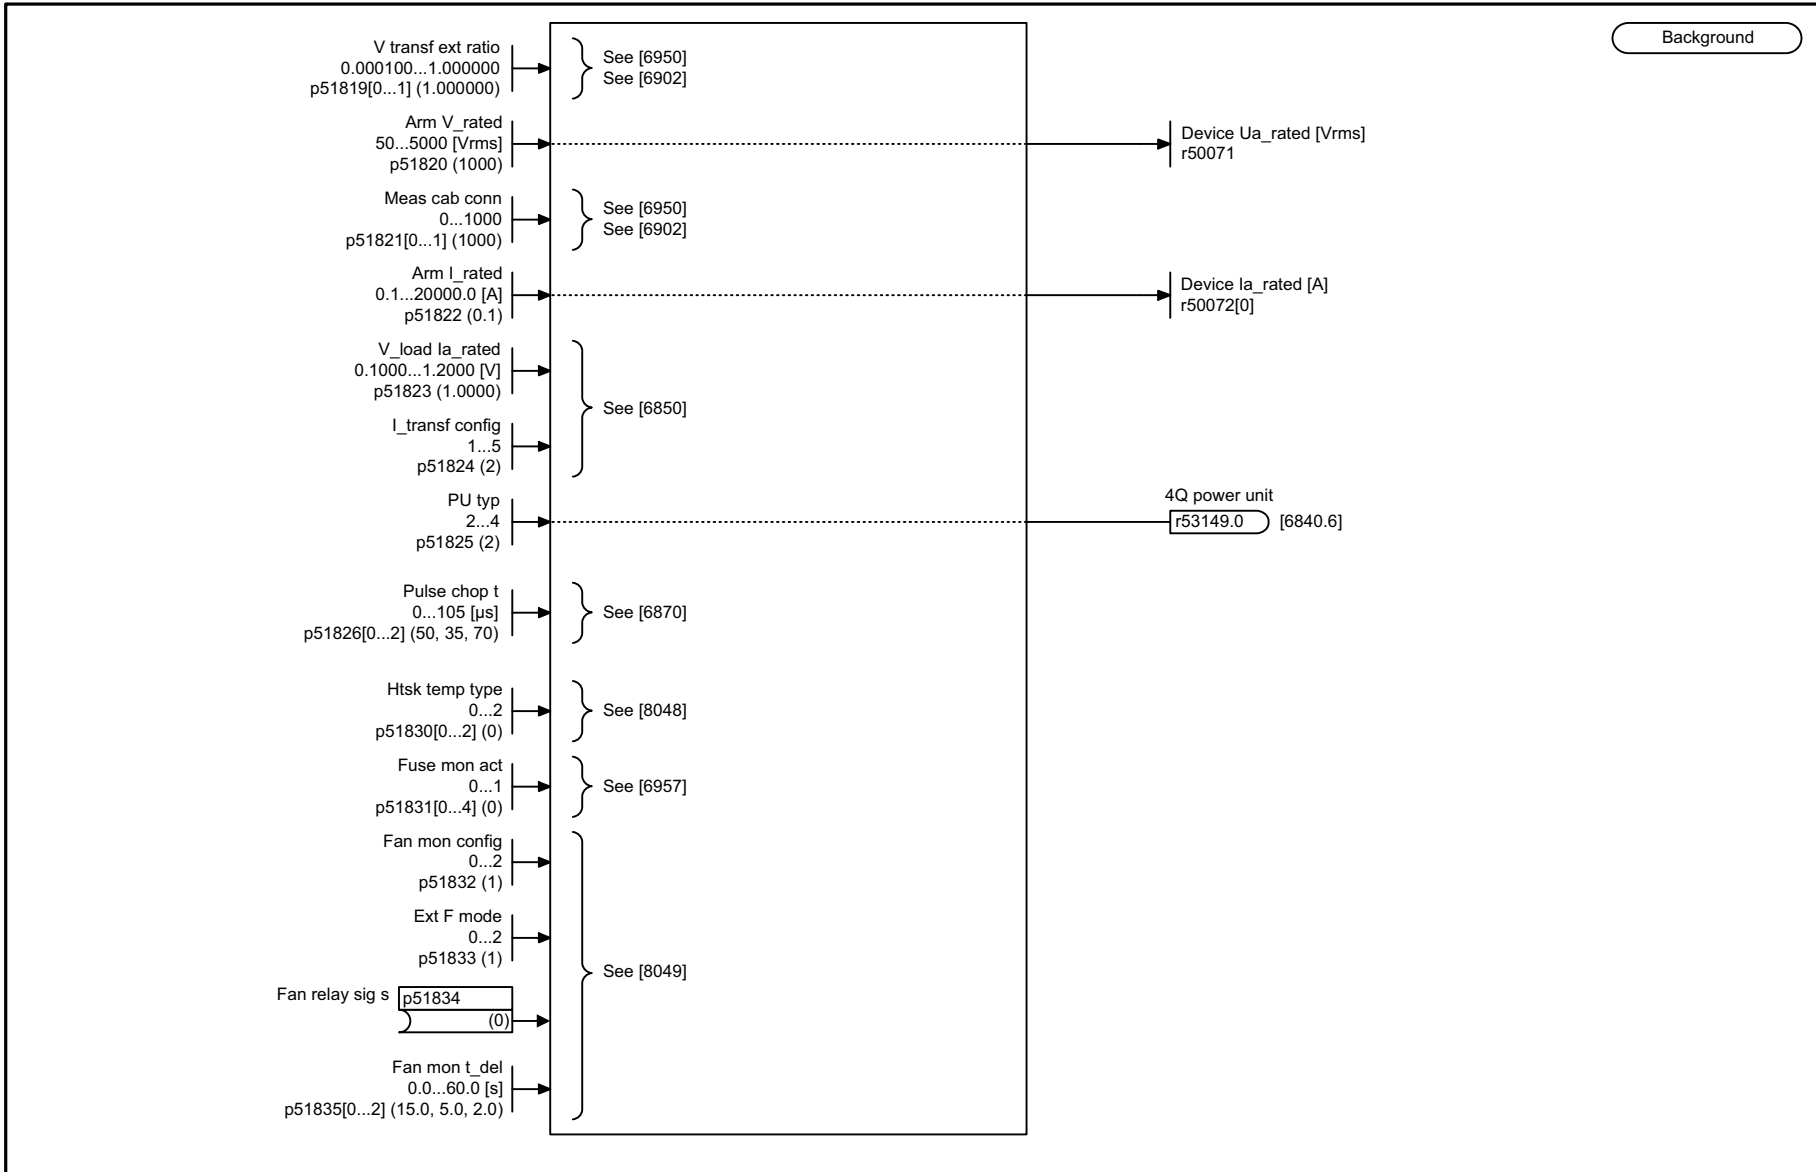 Background
V transf ext ratio
0.000100...1.000000
p51819[0...1] (1.000000)
See [6950]
See [6902]
Arm V_rated
50...5000 [Vrms]
p51820 (1000)
Device Ua_rated [Vrms]
r50071
Meas cab conn
0...1000
p51821[0...1] (1000)
See [6950]
See [6902]
Arm I_rated
0.1...20000.0 [A]
p51822 (0.1)
Device Ia_rated [A]
r50072[0]
V_load Ia_rated
0.1000...1.2000 [V]
p51823 (1.0000)
See [6850]
I_transf config
1...5
p51824 (2)
PU typ
2...4
p51825 (2)
4Q power unit
r53149.0 [6840.6]
Pulse chop t
0...105 [µs]
p51826[0...2] (50, 35, 70)
See [6870]
Htsk temp type
0...2
p51830[0...2] (0)
See [8048]
Fuse mon act
0...1
p51831[0...4] (0)
See [6957]
Fan mon config
0...2
p51832 (1)
Ext F mode
0...2
p51833 (1)
See [8049]
Fan relay sig s p51834
(0)
Fan mon t_del
0.0...60.0 [s]
p51835[0...2] (15.0, 5.0, 2.0)